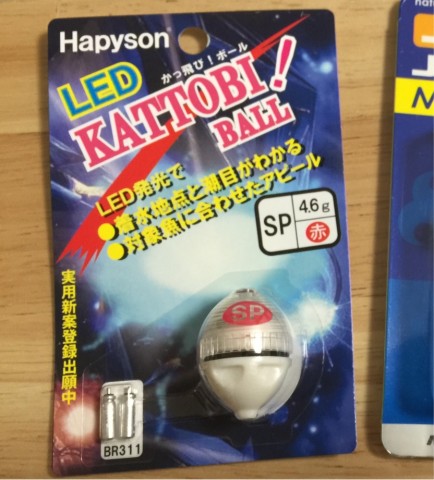 Hapyson
LED
かっ飛び！ボール
KATTOBI!
BALL
LED発光で
●着水地点と潮目がわかる
●対象魚に合わせたアピール
SP
4.6g
赤
実用新案登録出願中
SP
BR311